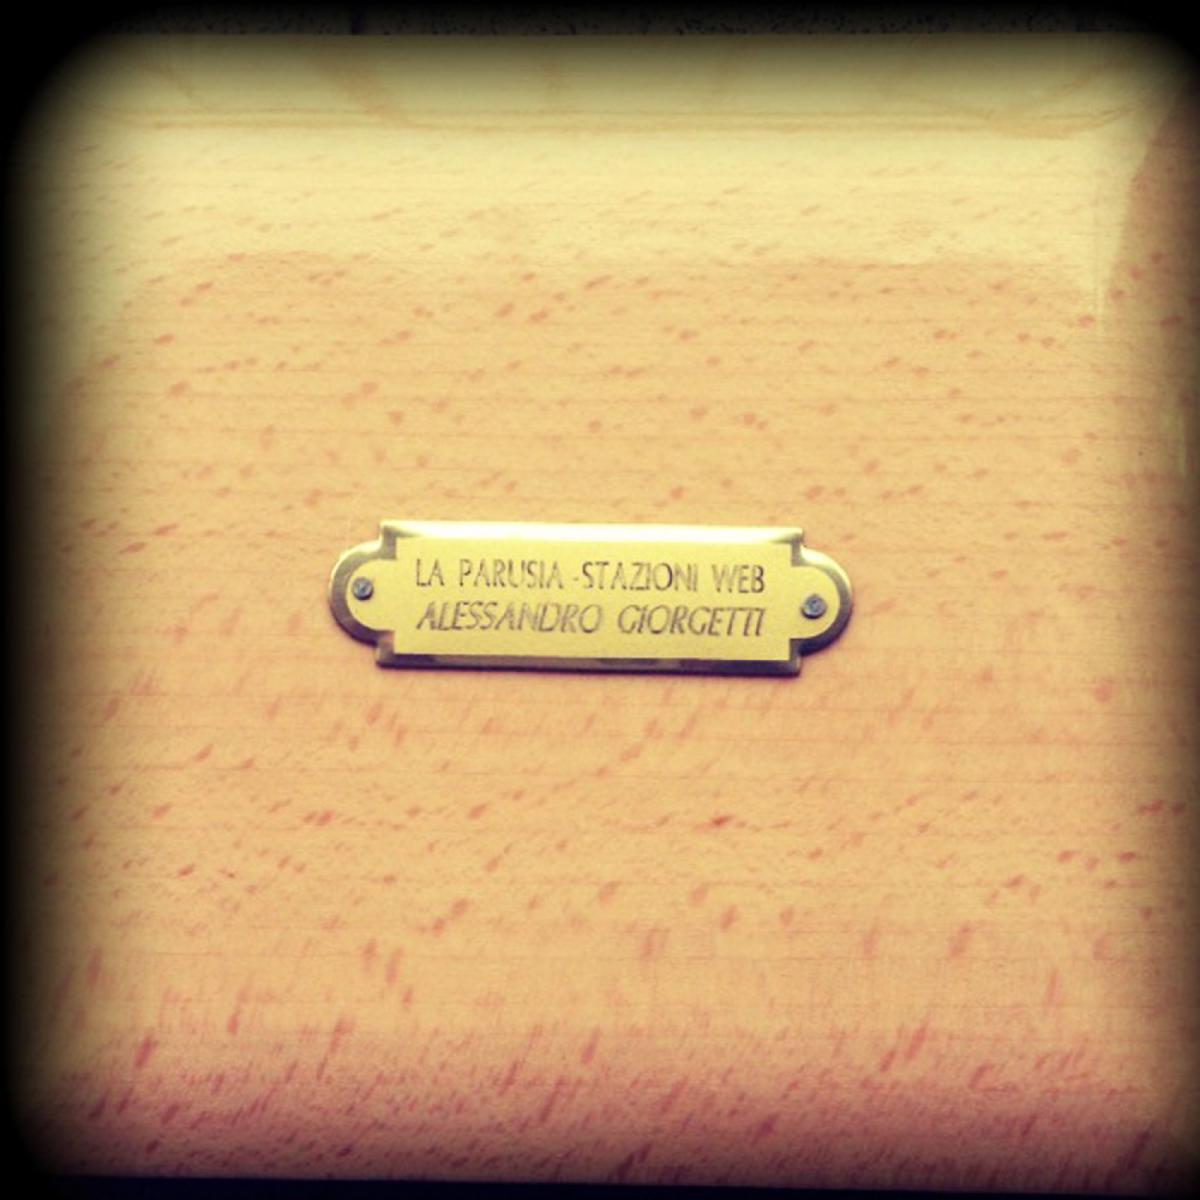 LA PARUSIA - STAZIONI WEB
ALESSANDRO GIORGETTI